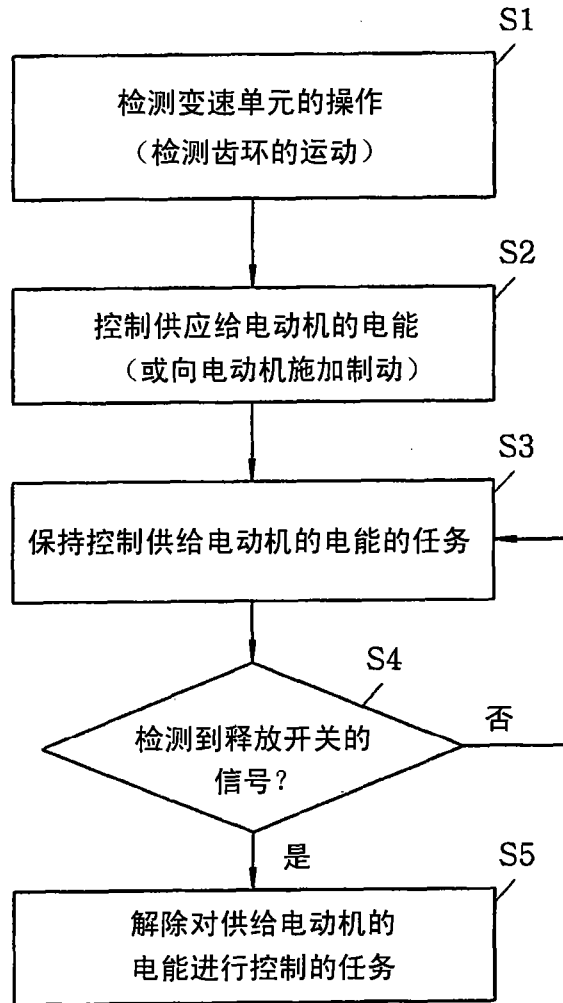 S1
检测变速单元的操作
（检测齿环的运动）
S2
控制供应给电动机的电能
（或向电动机施加制动）
S3
保持控制供给电动机的电能的任务
S4
检测到释放开关的
信号？
否
是
S5
解除对供给电动机的
电能进行控制的任务